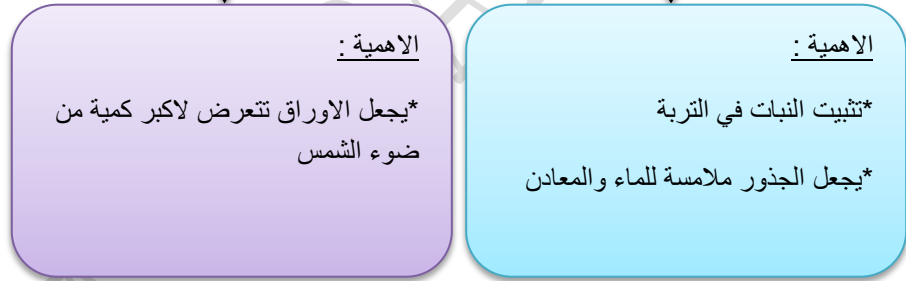 الاهمية :
*تثبيت النبات في التربة
*يجعل الجذور ملامسة للماء والمعادن
الاهمية :
*يجعل الاوراق تتعرض لاكبر كمية من
ضوء الشمس